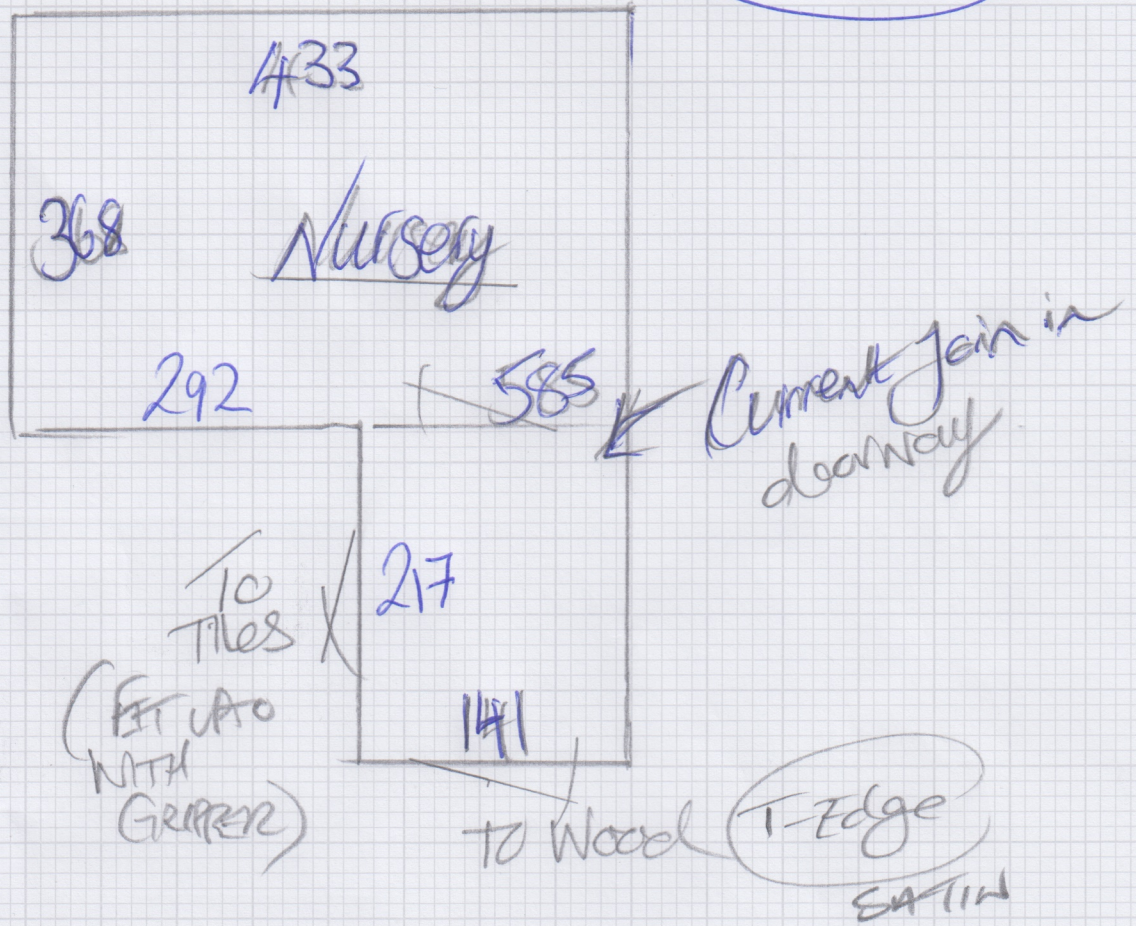 433
368
Nursery
292
585
Current Join in
doorway
To
Tiles
217
(FIT UPTO
WITH
GRIPPER)
141
To Wood
T-Edge
SATIN